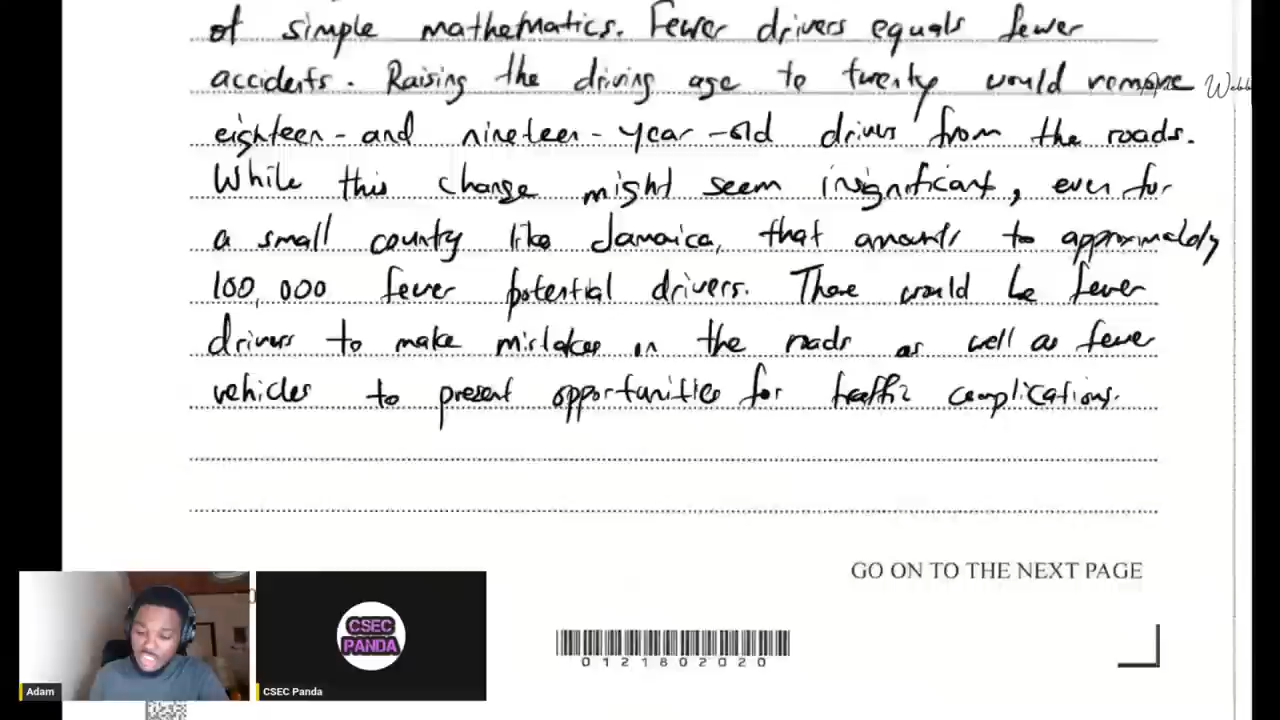 of simple mathematics. Fewer drivers equals fewer
accidents. Raising the driving age to twenty would remove
eighteen-and nineteen-year-old drivers from the roads.
While this change might seem insignificant, even for
a small county like Jamaica, that amounts to approximately
100,000 fewer potential drivers. There would be fewer
drivers to make mistakes on the roads as well as fewer
vehicles to present opportunities for traffic complications.
GO ON TO THE NEXT PAGE
0121802020
CSEC
PANDA
Adam
CSEC Panda